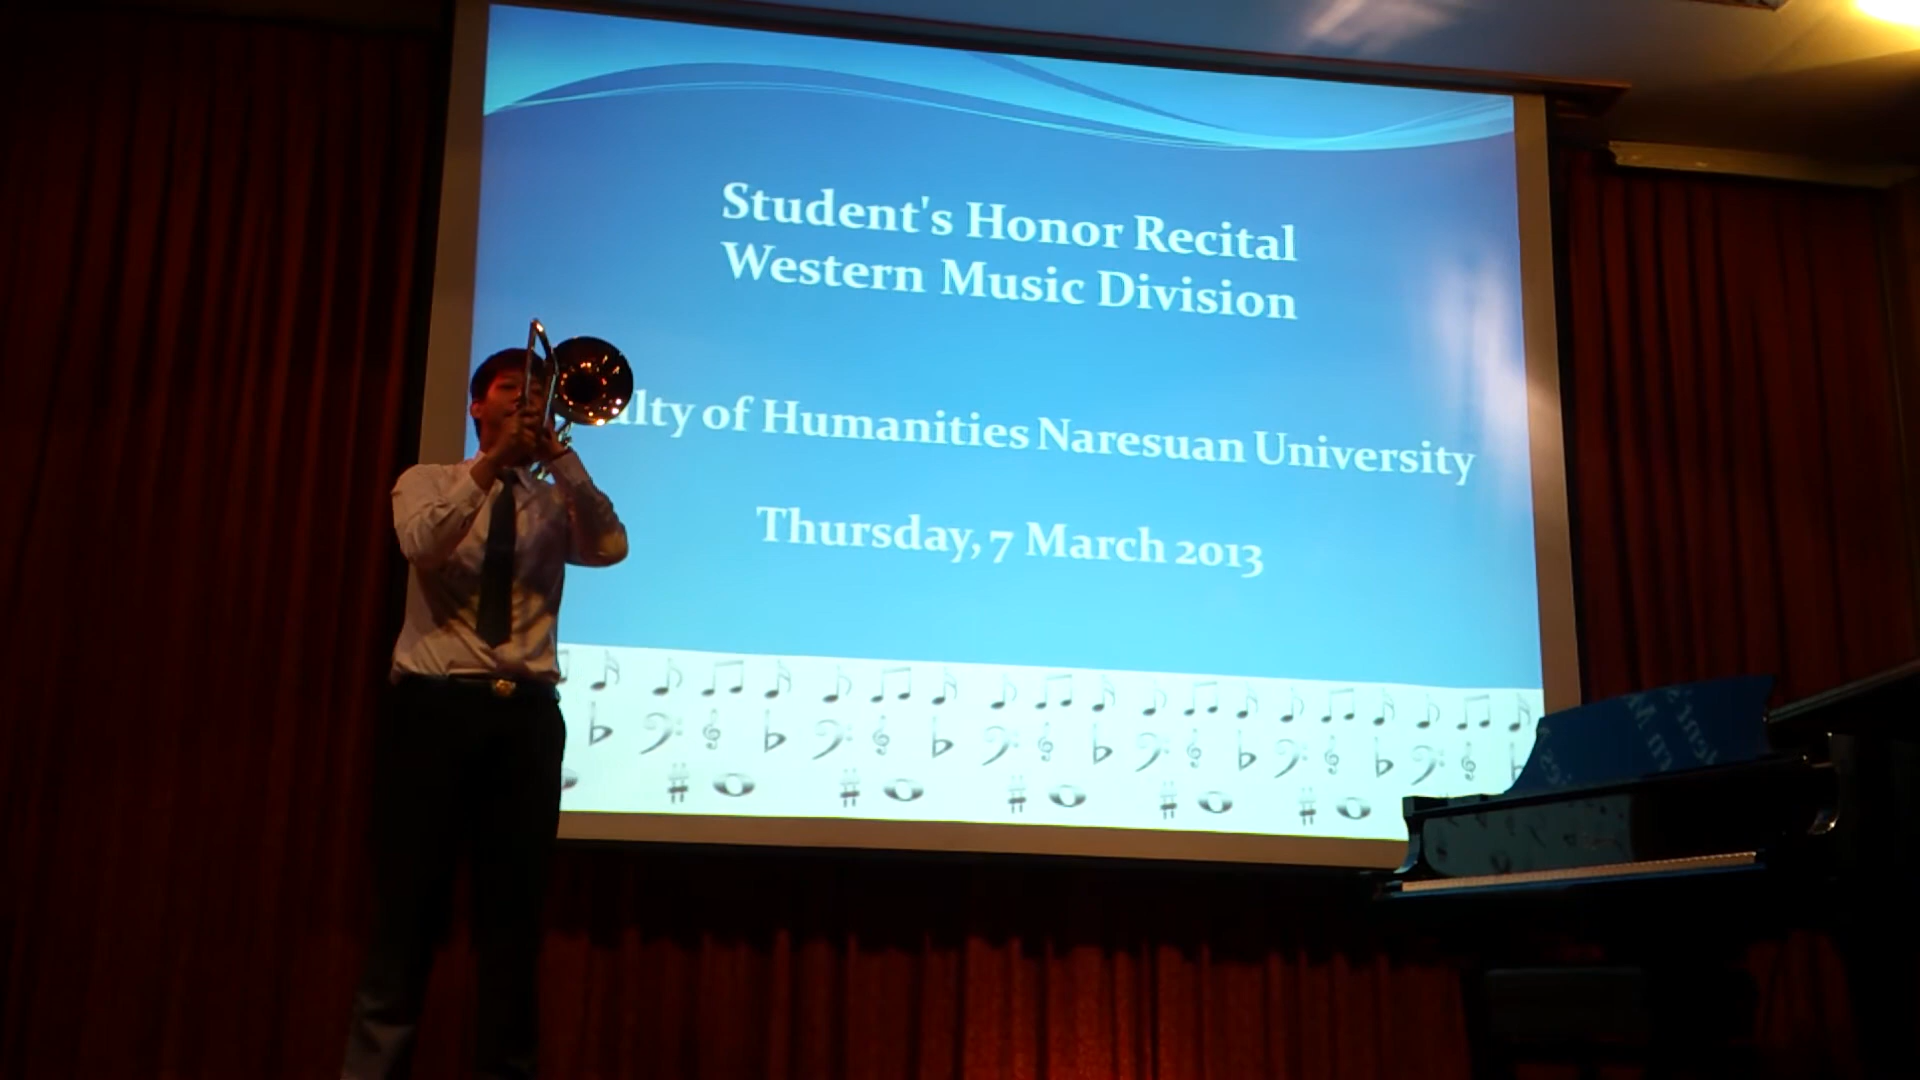 Student's Honor Recital
Western Music Division
ulty of Humanities Naresuan University
Thursday, 7 March 2013